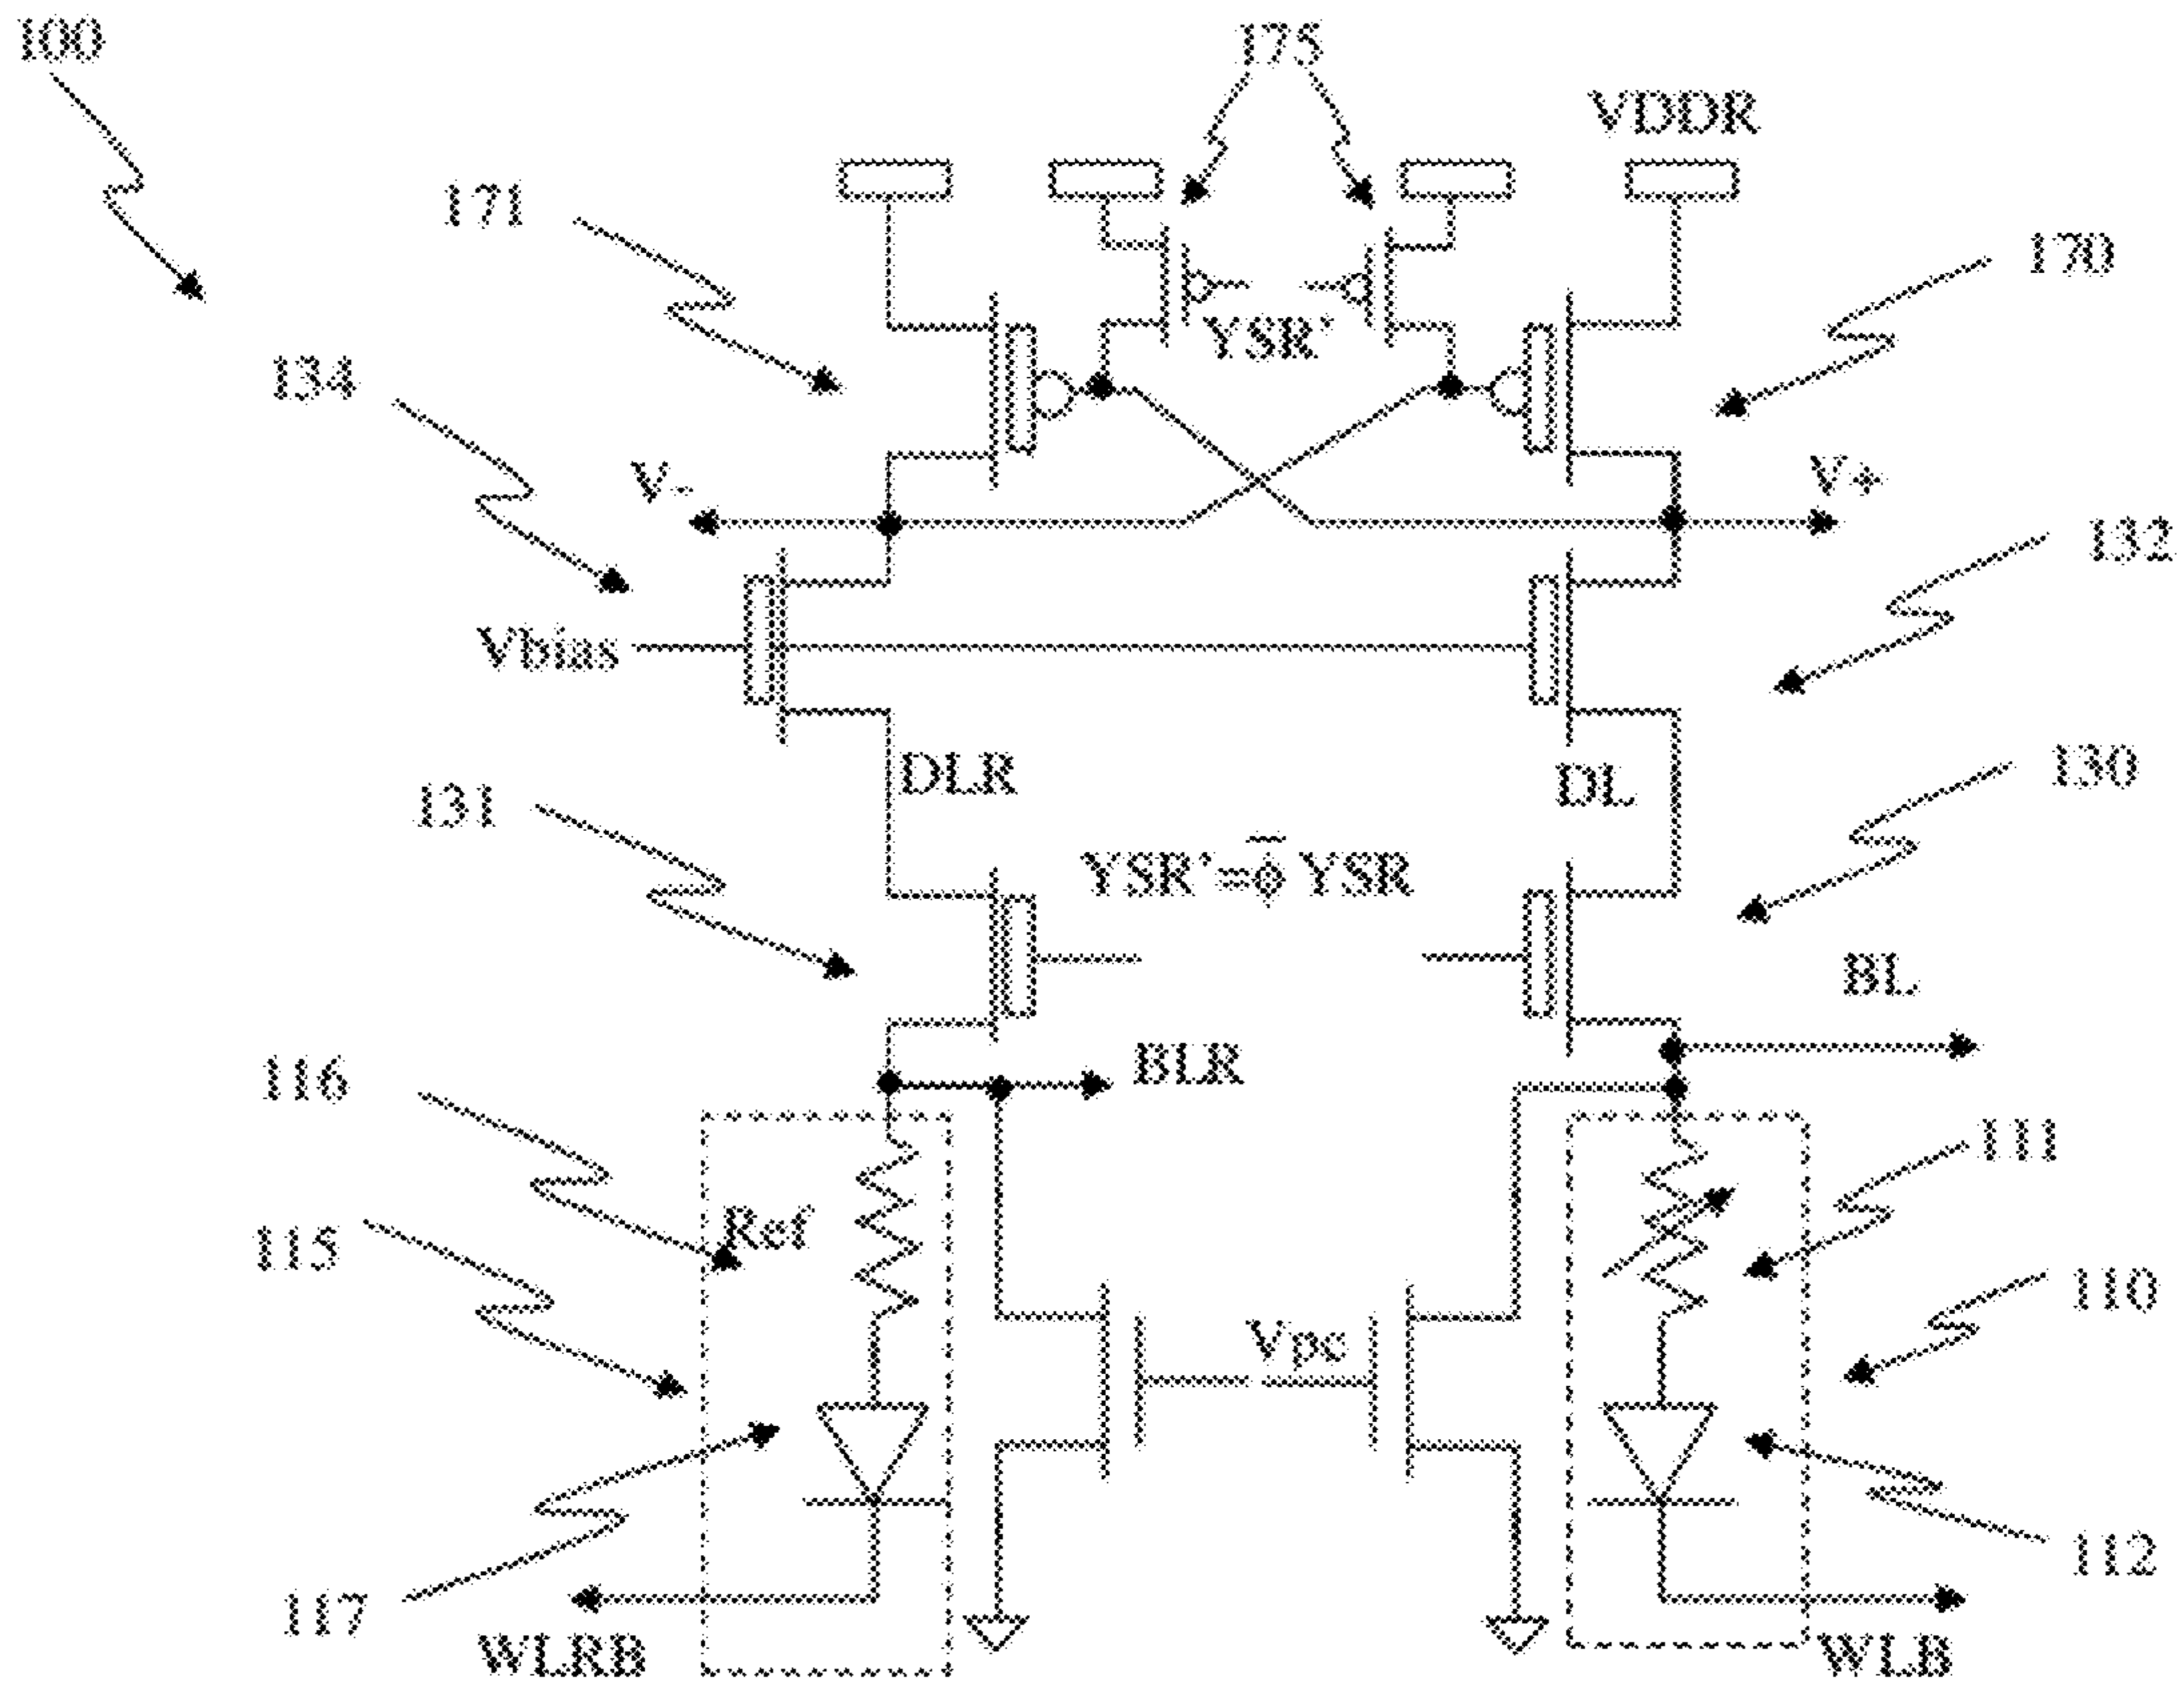 100
175
VDDR
171
170
YSR'
134
V-
V+
132
Vbias
DLR
DL
130
131
YSR'=ϕ̅ YSR
BL
116
BLR
111
Ref
115
110
Vpc
112
117
WLRB
WLB